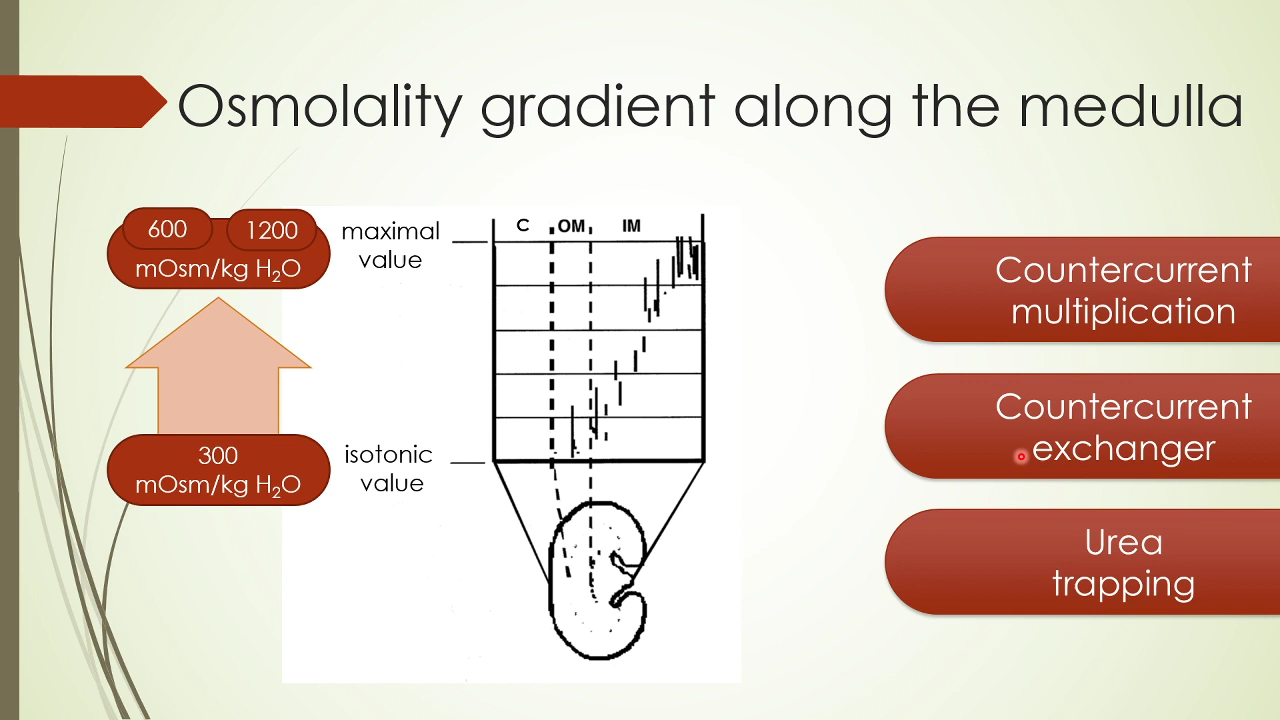 Osmolality gradient along the medulla
600 1200
mOsm/kg H₂O
maximal
value
C OM IM
300
mOsm/kg H₂O
isotonic
value
Countercurrent
multiplication
Countercurrent
exchanger
Urea
trapping